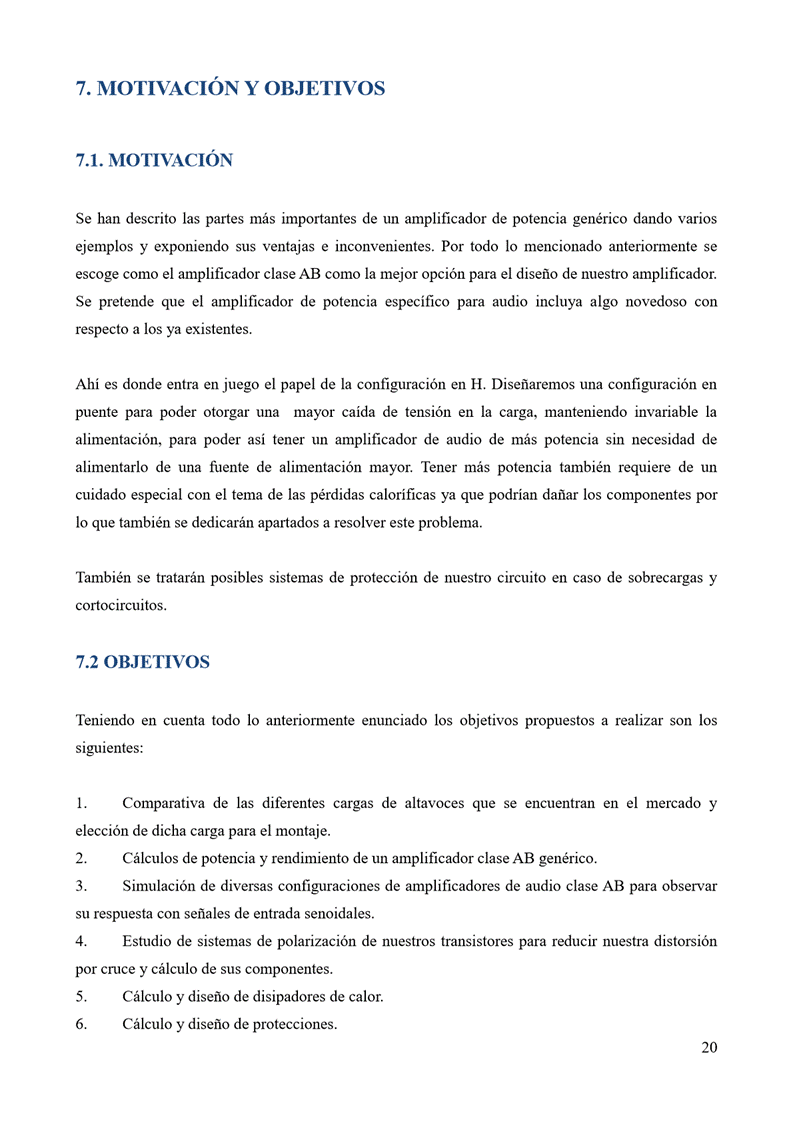 7. MOTIVACIÓN Y OBJETIVOS
7.1. MOTIVACIÓN
Se han descrito las partes más importantes de un amplificador de potencia genérico dando varios
ejemplos y exponiendo sus ventajas e inconvenientes. Por todo lo mencionado anteriormente se
escoge como el amplificador clase AB como la mejor opción para el diseño de nuestro amplificador.
Se pretende que el amplificador de potencia específico para audio incluya algo novedoso con
respecto a los ya existentes.
Ahí es donde entra en juego el papel de la configuración en H. Diseñaremos una configuración en
puente para poder otorgar una  mayor caída de tensión en la carga, manteniendo invariable la
alimentación, para poder así tener un amplificador de audio de más potencia sin necesidad de
alimentarlo de una fuente de alimentación mayor. Tener más potencia también requiere de un
cuidado especial con el tema de las pérdidas caloríficas ya que podrían dañar los componentes por
lo que también se dedicarán apartados a resolver este problema.
También se tratarán posibles sistemas de protección de nuestro circuito en caso de sobrecargas y
cortocircuitos.
7.2 OBJETIVOS
Teniendo en cuenta todo lo anteriormente enunciado los objetivos propuestos a realizar son los
siguientes:
1. Comparativa de las diferentes cargas de altavoces que se encuentran en el mercado y
elección de dicha carga para el montaje.
2. Cálculos de potencia y rendimiento de un amplificador clase AB genérico.
3. Simulación de diversas configuraciones de amplificadores de audio clase AB para observar
su respuesta con señales de entrada senoidales.
4. Estudio de sistemas de polarización de nuestros transistores para reducir nuestra distorsión
por cruce y cálculo de sus componentes.
5. Cálculo y diseño de disipadores de calor.
6. Cálculo y diseño de protecciones.
20